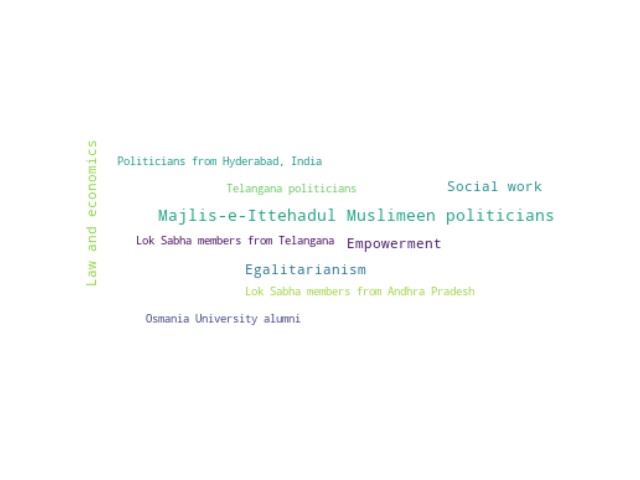 Law and economics
Politicians from Hyderabad, India
Telangana politicians
Social work
Majlis-e-Ittehadul Muslimeen politicians
Lok Sabha members from Telangana
Empowerment
Egalitarianism
Lok Sabha members from Andhra Pradesh
Osmania University alumni